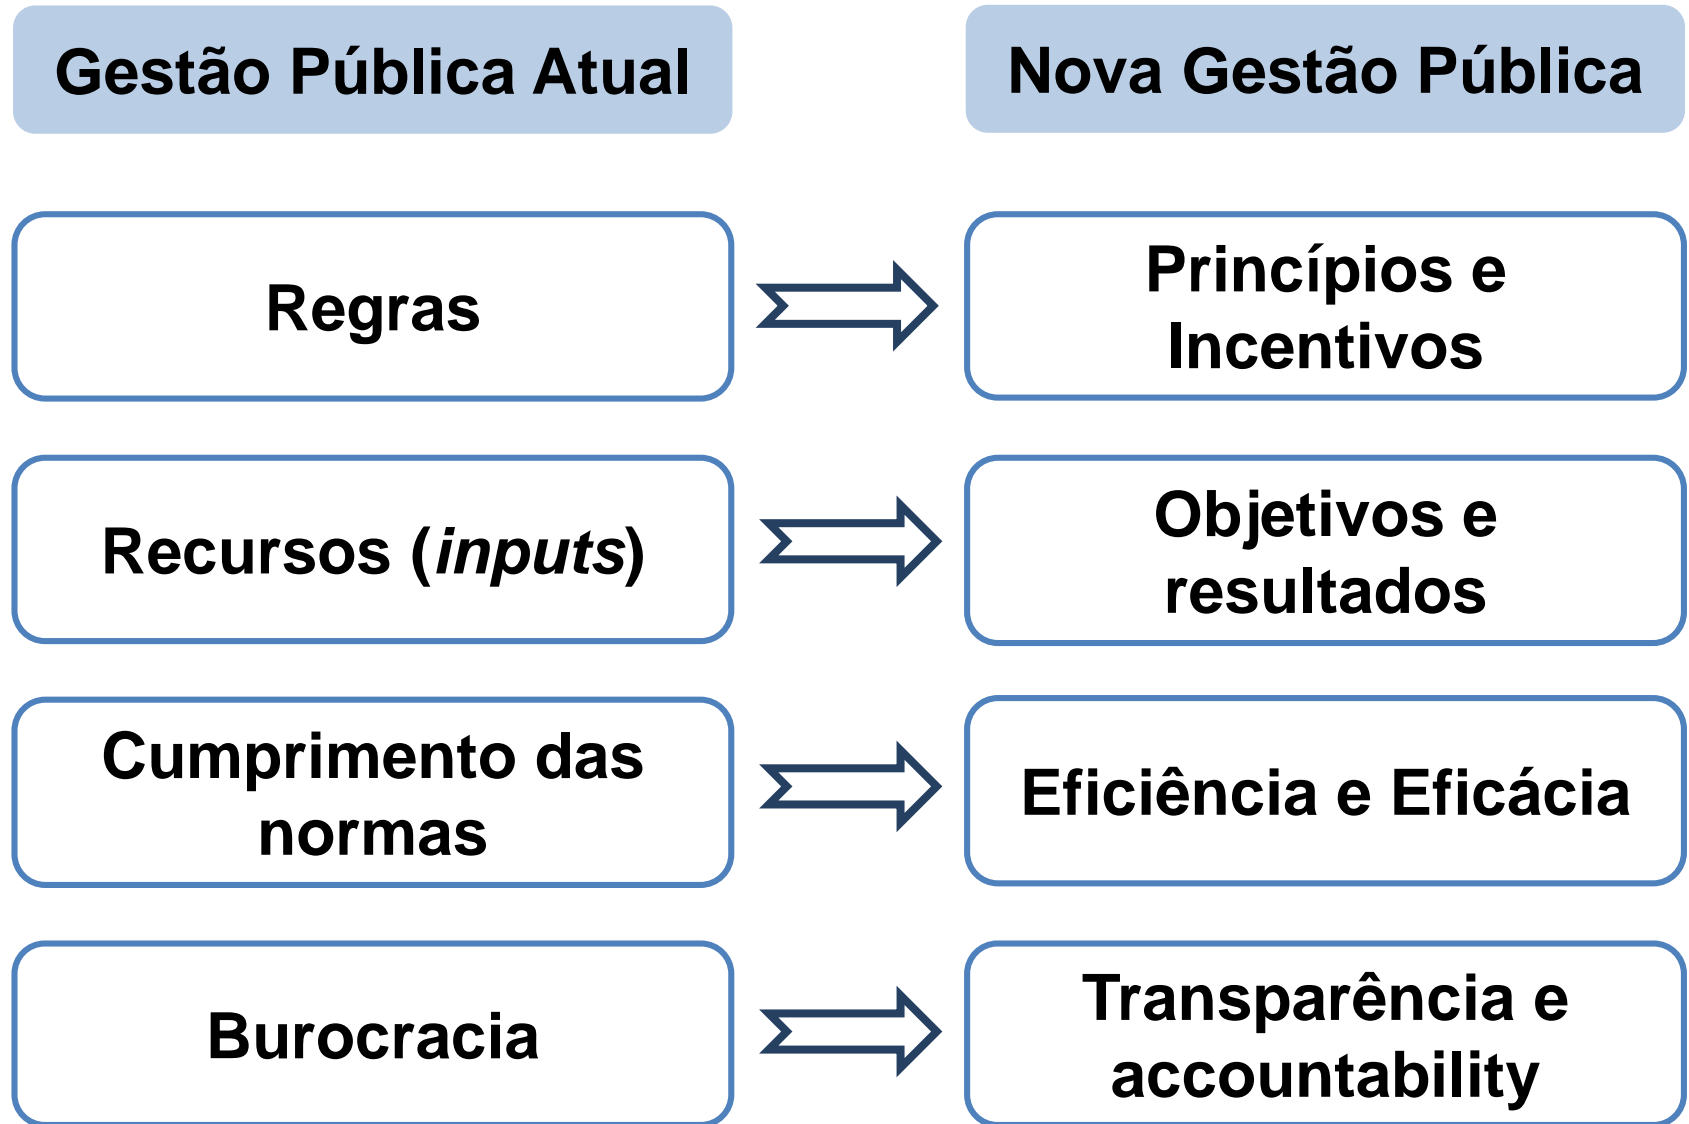 Gestão Pública Atual
Nova Gestão Pública
Regras
Princípios e
Incentivos
Recursos (inputs)
Objetivos e
resultados
Cumprimento das
normas
Eficiência e Eficácia
Burocracia
Transparência e
accountability